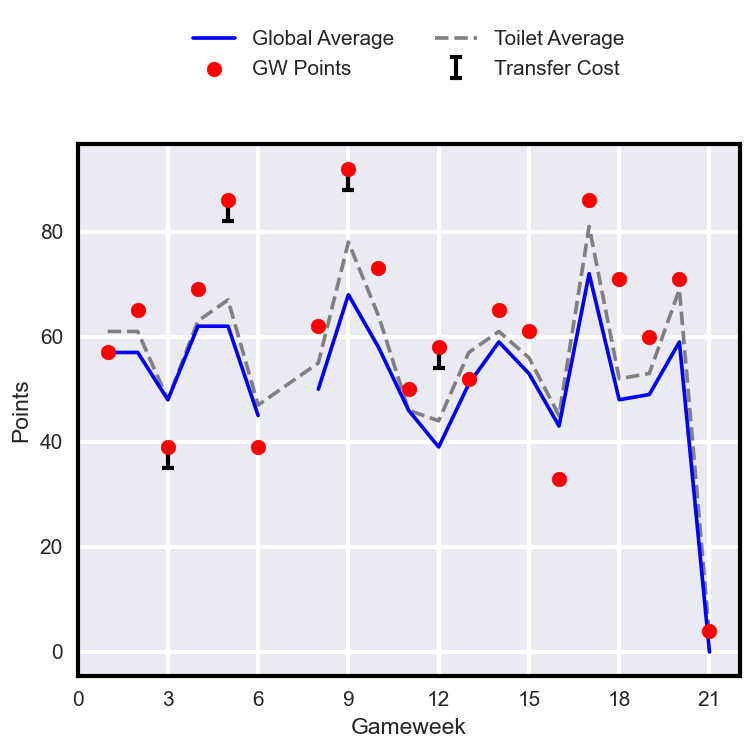 Global Average Toilet Average
GW Points Transfer Cost
80
60
40
20
0
Points
0 3 6 9 12 15 18 21
Gameweek